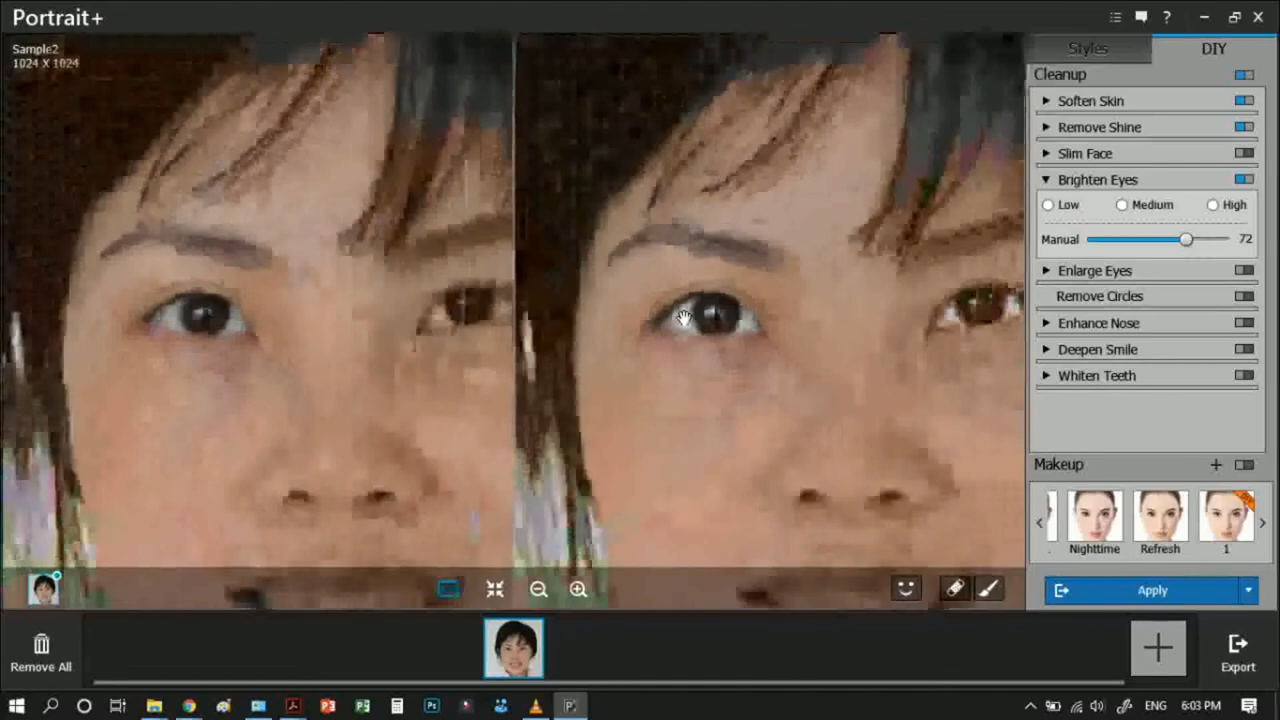 Portrait+
?
Sample2
1024 X 1024
Styles
DIY
Cleanup
Soften Skin
Remove Shine
Slim Face
Brighten Eyes
Low Medium High
Manual 72
Enlarge Eyes
Remove Circles
Enhance Nose
Deepen Smile
Whiten Teeth
Makeup +
Nighttime Refresh 1
Apply
Remove All
Export
Ps
ENG 6:03 PM